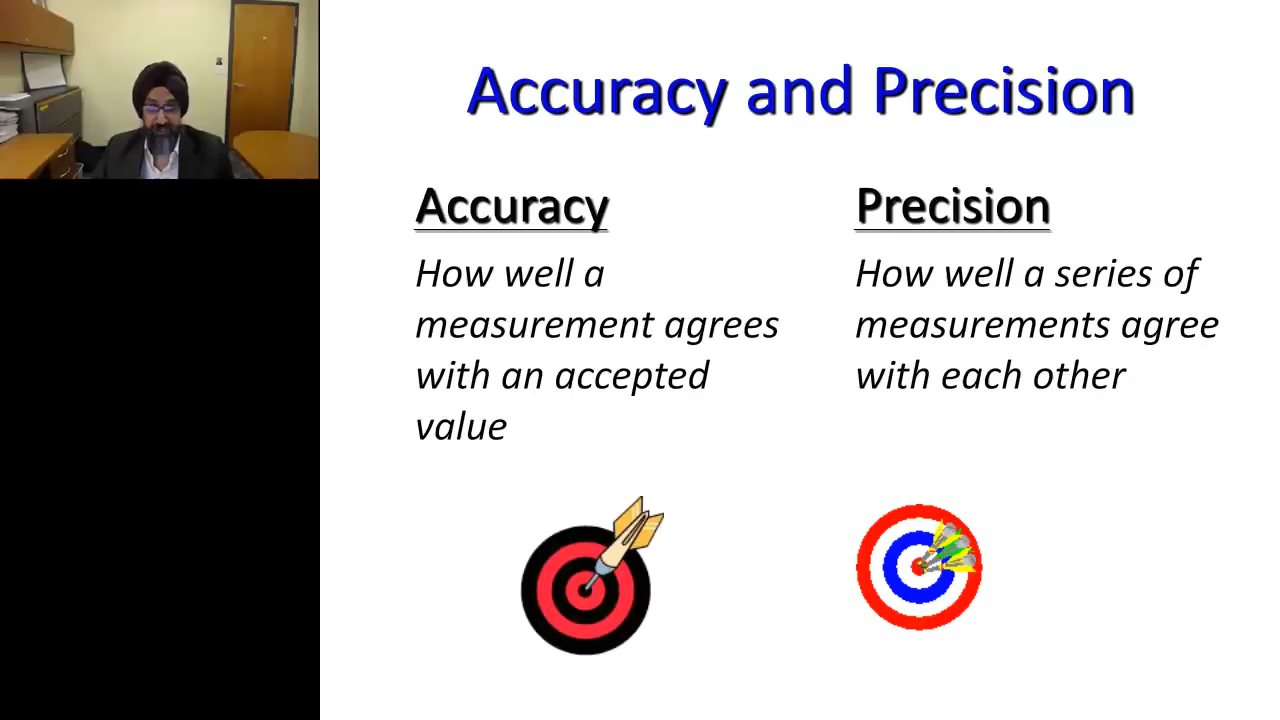 Accuracy and Precision
Accuracy
How well a
measurement agrees
with an accepted
value
Precision
How well a series of
measurements agree
with each other